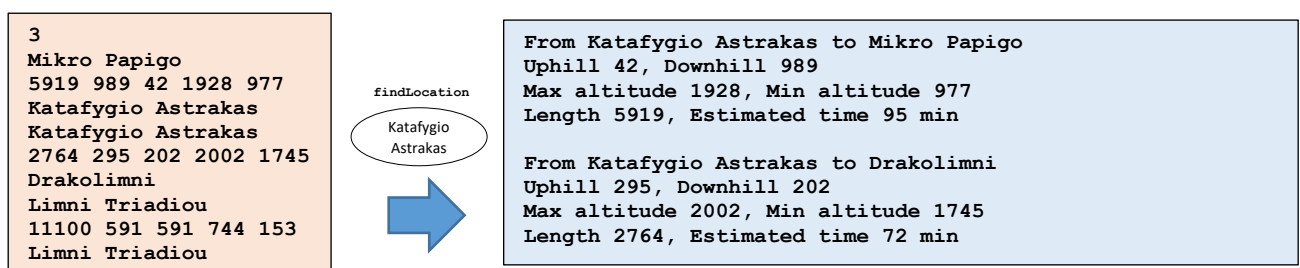 3
Mikro Papigo
5919 989 42 1928 977
Katafygio Astrakas
Katafygio Astrakas
2764 295 202 2002 1745
Drakolimni
Limni Triadiou
11100 591 591 744 153
Limni Triadiou
findLocation
Katafygio
Astrakas
From Katafygio Astrakas to Mikro Papigo
Uphill 42, Downhill 989
Max altitude 1928, Min altitude 977
Length 5919, Estimated time 95 min
From Katafygio Astrakas to Drakolimni
Uphill 295, Downhill 202
Max altitude 2002, Min altitude 1745
Length 2764, Estimated time 72 min